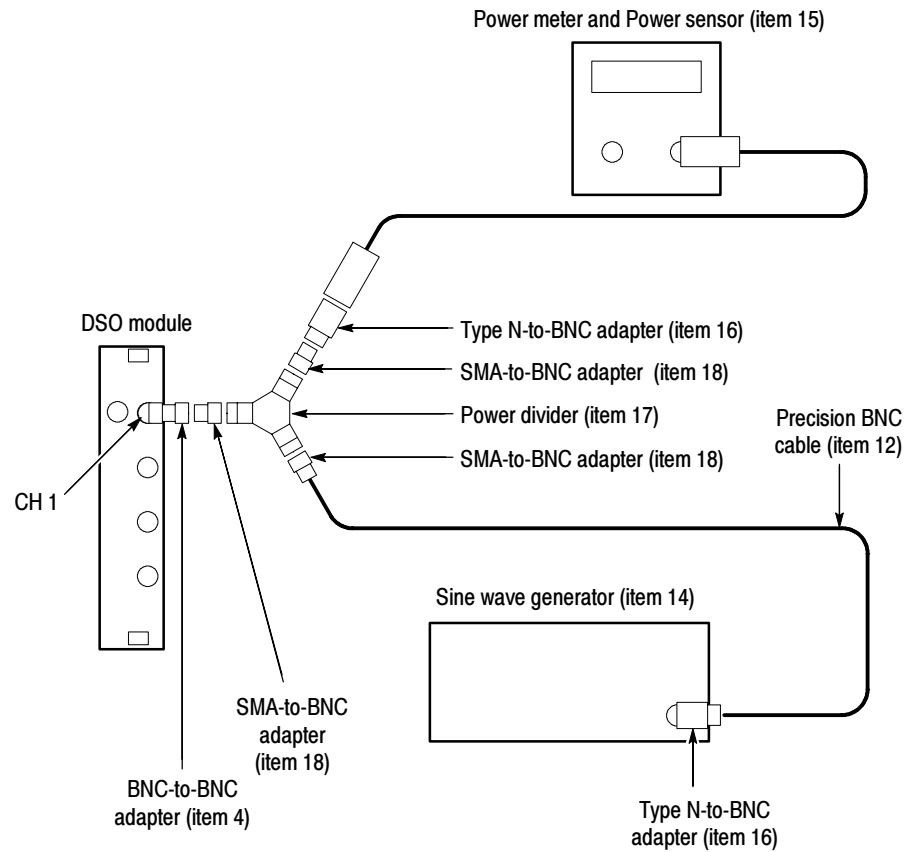 Power meter and Power sensor (item 15)
DSO module
Type N-to-BNC adapter (item 16)
SMA-to-BNC adapter (item 18)
Power divider (item 17)
SMA-to-BNC adapter (item 18)
Precision BNC
cable (item 12)
CH 1
Sine wave generator (item 14)
SMA-to-BNC
adapter
(item 18)
BNC-to-BNC
adapter (item 4)
Type N-to-BNC
adapter (item 16)